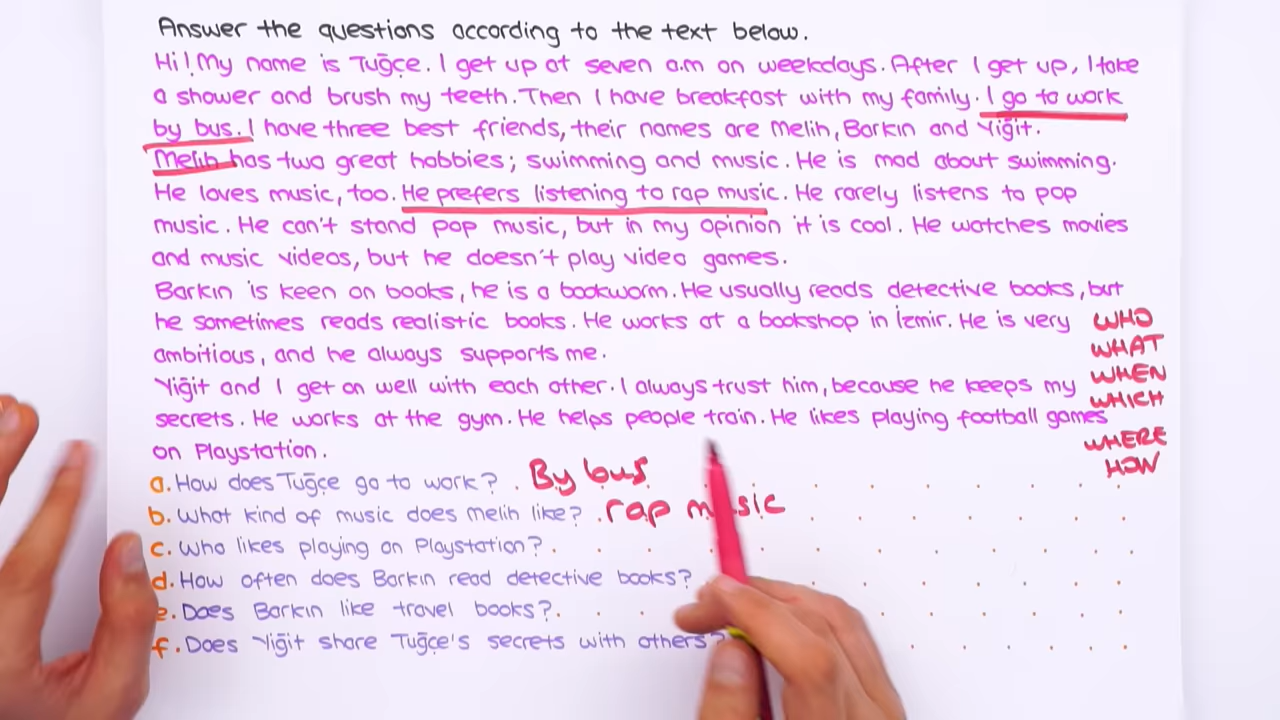 Answer the questions according to the text below.
Hi! My name is Tuğçe. I get up at seven a.m on weekdays. After I get up, I take
a shower and brush my teeth. Then I have breakfast with my family. I go to work
by bus. I have three best friends, their names are Melih, Barkın and Yiğit.
Melih has two great hobbies; swimming and music. He is mad about swimming.
He loves music, too. He prefers listening to rap music. He rarely listens to pop
music. He can't stand pop music, but in my opinion it is cool. He watches movies
and music videos, but he doesn't play video games.
Barkın is keen on books, he is a bookworm. He usually reads detective books, but
he sometimes reads realistic books. He works at a bookshop in İzmir. He is very
ambitious, and he always supports me.
Yiğit and I get on well with each other. I always trust him, because he keeps my
secrets. He works at the gym. He helps people train. He likes playing football games
on Playstation.
WHO
WHAT
WHEN
WHICH
WHERE
HOW
a. How does Tuğçe go to work? By bus
b. What kind of music does Melih like? rap music
c. Who likes playing on Playstation?
d. How often does Barkın read detective books?
e. Does Barkın like travel books?
f. Does Yiğit share Tuğçe's secrets with others?